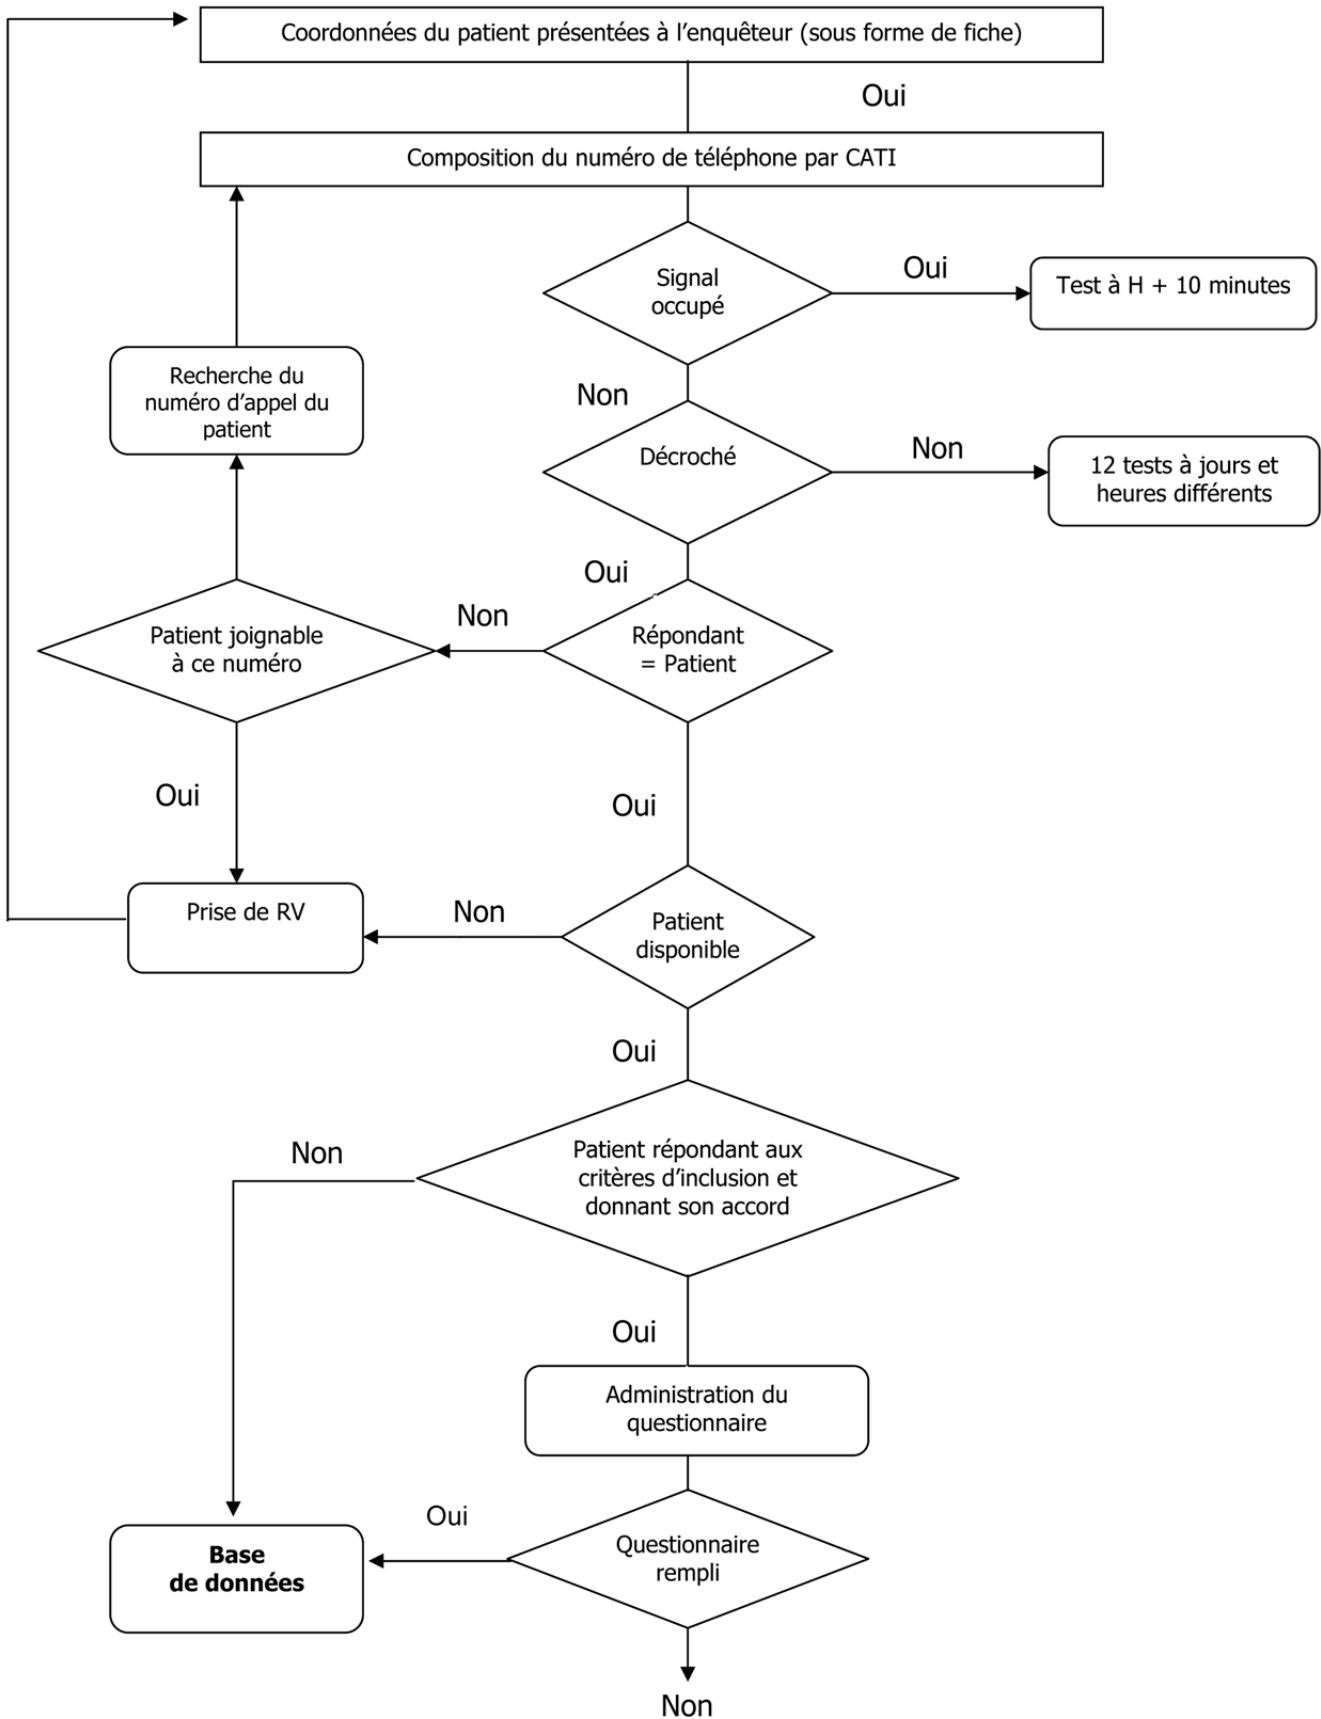 Coordonnées du patient présentées à l’enquêteur (sous forme de fiche)
Oui
Composition du numéro de téléphone par CATI
Signal
occupé
Oui
Test à H + 10 minutes
Non
Recherche du
numéro d’appel du
patient
Décroché
Non
12 tests à jours et
heures différents
Oui
Répondant
= Patient
Non
Patient joignable
à ce numéro
Oui
Oui
Prise de RV
Non
Patient
disponible
Oui
Patient répondant aux
critères d’inclusion et
donnant son accord
Non
Oui
Administration du
questionnaire
Questionnaire
rempli
Oui
Base
de données
Non